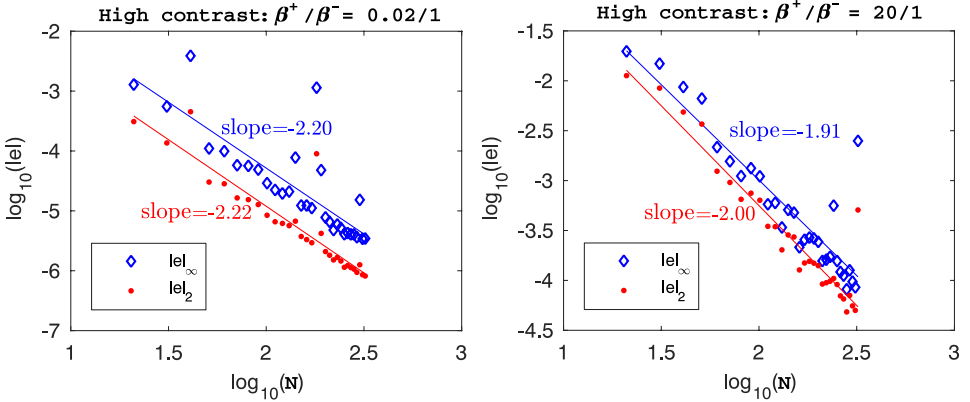 High contrast: β⁺/β⁻= 0.02/1
-2
-3
-4
-5
-6
-7
log₁₀(|e|)
slope=-2.20
slope=-2.22
|e|∞
|e|₂
1
1.5
2
2.5
3
log₁₀(N)
High contrast: β⁺/β⁻ = 20/1
-1.5
-2
-2.5
-3
-3.5
-4
-4.5
log₁₀(|e|)
slope=-1.91
slope=-2.00
|e|∞
|e|₂
1
1.5
2
2.5
3
log₁₀(N)